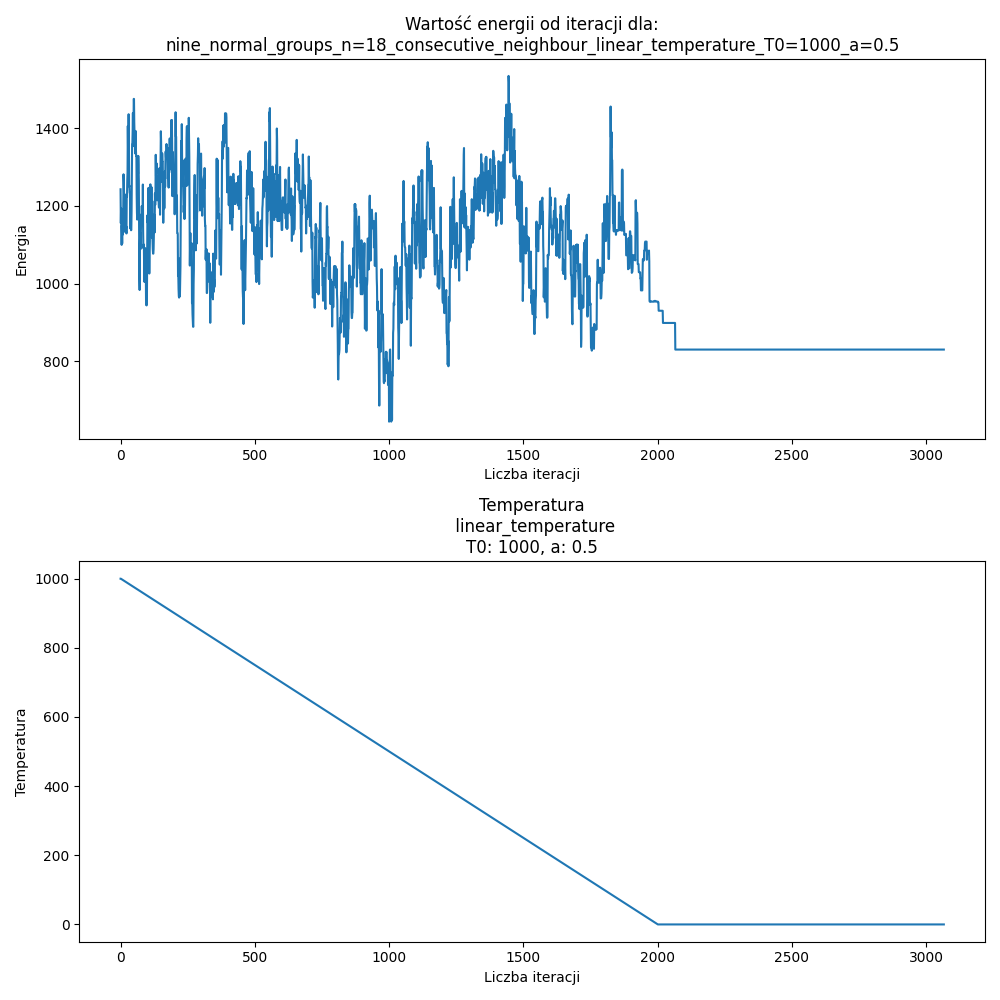 Wartość energii od iteracji dla:
nine_normal_groups_n=18_consecutive_neighbour_linear_temperature_T0=1000_a=0.5
Energia
1400
1200
1000
800
0 500 1000 1500 2000 2500 3000
Liczba iteracji
Temperatura
linear_temperature
T0: 1000, a: 0.5
Temperatura
1000
800
600
400
200
0
0 500 1000 1500 2000 2500 3000
Liczba iteracji